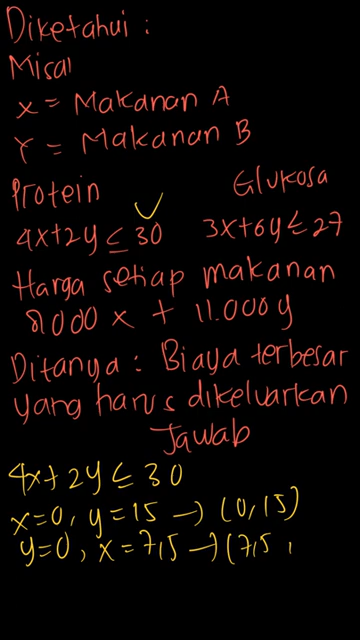 Diketahui :
Misal
x = Makanan A
Y = Makanan B
Protein Glukosa
4x+2y ≤ 30 3x+6y ≤ 27
Harga setiap makanan
8000 x + 11.000 y
Ditanya : Biaya terbesar
yang harus dikeluarkan
Jawab
4x+2y ≤ 30
x=0, y=15 → (0,15)
y=0, x=7,5 → (7,5 ,